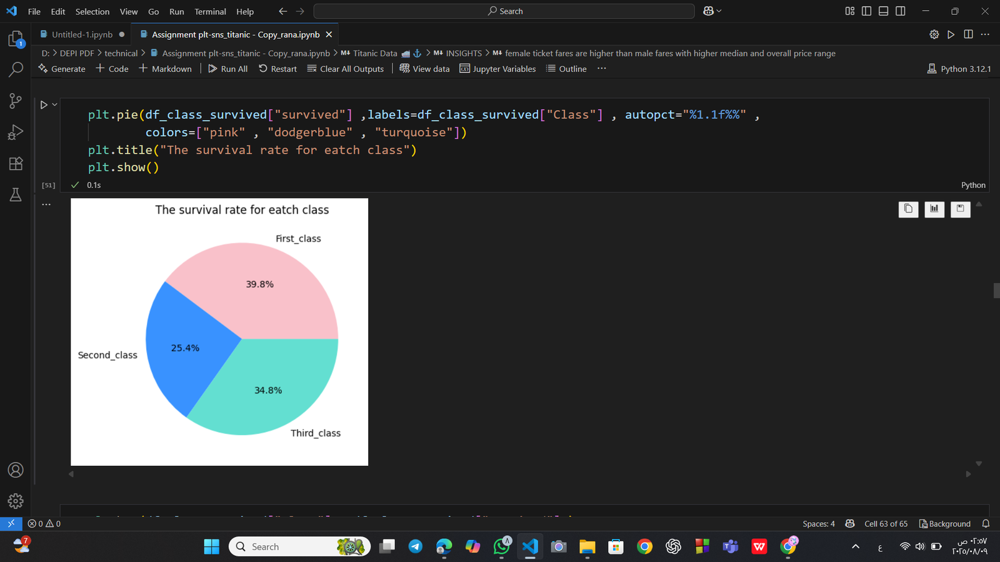 File Edit Selection View Go Run Terminal Help
Search
Untitled-1.ipynb
Assignment plt-sns_titanic - Copy_rana.ipynb
D: > DEPI PDF > technical > Assignment plt-sns_titanic - Copy_rana.ipynb > M↓ Titanic Data 🚢 ⚓ > M↓ INSIGHTS > M↓ female ticket fares are higher than male fares with higher median and overall price range
Generate + Code + Markdown Run All Restart Clear All Outputs View data Jupyter Variables Outline ... Python 3.12.1
1
plt.pie(df_class_survived["survived"] ,labels=df_class_survived["Class"] , autopct="%1.1f%%" ,
colors=["pink" , "dodgerblue" , "turquoise"])
plt.title("The survival rate for eatch class")
plt.show()
[51] 0.1s Python
The survival rate for eatch class
First_class
39.8%
25.4%
Second_class
34.8%
Third_class
0 0 Spaces: 4 Cell 63 of 65 Background
7
Search
٠٢:٥٧ ص
ع
٢٠٢٥/٠٨/٠٩